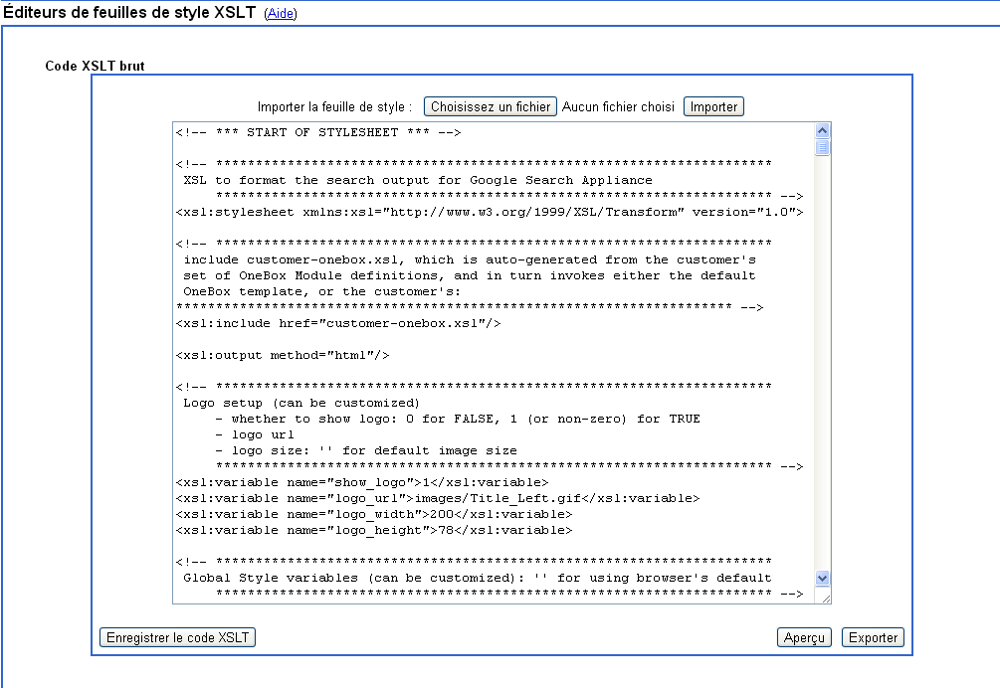 Éditeurs de feuilles de style XSLT (Aide)
Code XSLT brut
Importer la feuille de style : Choisissez un fichier Aucun fichier choisi Importer
<!-- *** START OF STYLESHEET *** -->
<!-- **********************************************************************
XSL to format the search output for Google Search Appliance
********************************************************************** -->
<xsl:stylesheet xmlns:xsl="http://www.w3.org/1999/XSL/Transform" version="1.0">
<!-- **********************************************************************
include customer-onebox.xsl, which is auto-generated from the customer's
set of OneBox Module definitions, and in turn invokes either the default
OneBox template, or the customer's:
********************************************************************** -->
<xsl:include href="customer-onebox.xsl"/>
<xsl:output method="html"/>
<!-- **********************************************************************
Logo setup (can be customized)
- whether to show logo: 0 for FALSE, 1 (or non-zero) for TRUE
- logo url
- logo size: '' for default image size
********************************************************************** -->
<xsl:variable name="show_logo">1</xsl:variable>
<xsl:variable name="logo_url">images/Title_Left.gif</xsl:variable>
<xsl:variable name="logo_width">200</xsl:variable>
<xsl:variable name="logo_height">78</xsl:variable>
<!-- **********************************************************************
Global Style variables (can be customized): '' for using browser's default
********************************************************************** -->
Enregistrer le code XSLT Aperçu Exporter